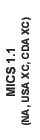 MICS 1.1
(NA, USA XC, CDA XC)